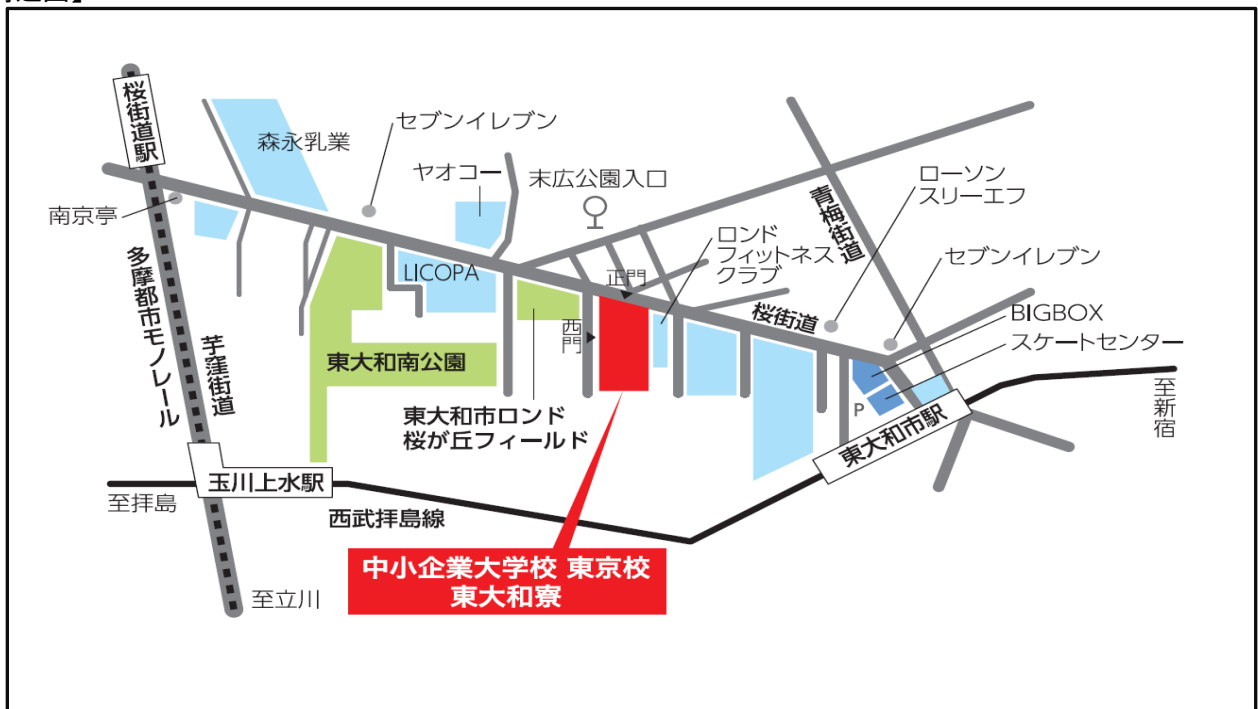 桜街道駅
森永乳業
セブンイレブン
ヤオコー
末広公園入口
ローソン
スリーエフ
南京亭
青梅街道
ロンド
フィットネス
クラブ
セブンイレブン
LICOPA
正門
桜街道
BIGBOX
スケートセンター
西門
多摩都市モノレール
芋窪街道
東大和南公園
東大和市ロンド
桜が丘フィールド
P
東大和市駅
至新宿
玉川上水駅
至拝島
西武拝島線
中小企業大学校 東京校
東大和寮
至立川